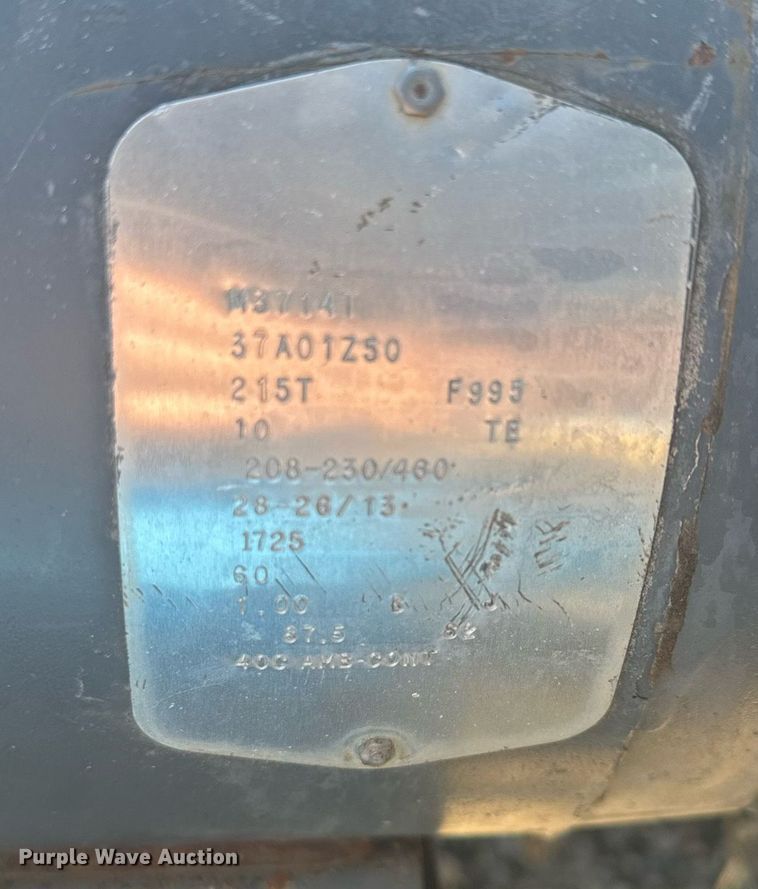 M3714T
37A01Z50
215T F995
10 TE
208-230/460
28-26/13
1725
60
1.00
87.5 82
40C AMB-CONT
Purple Wave Auction